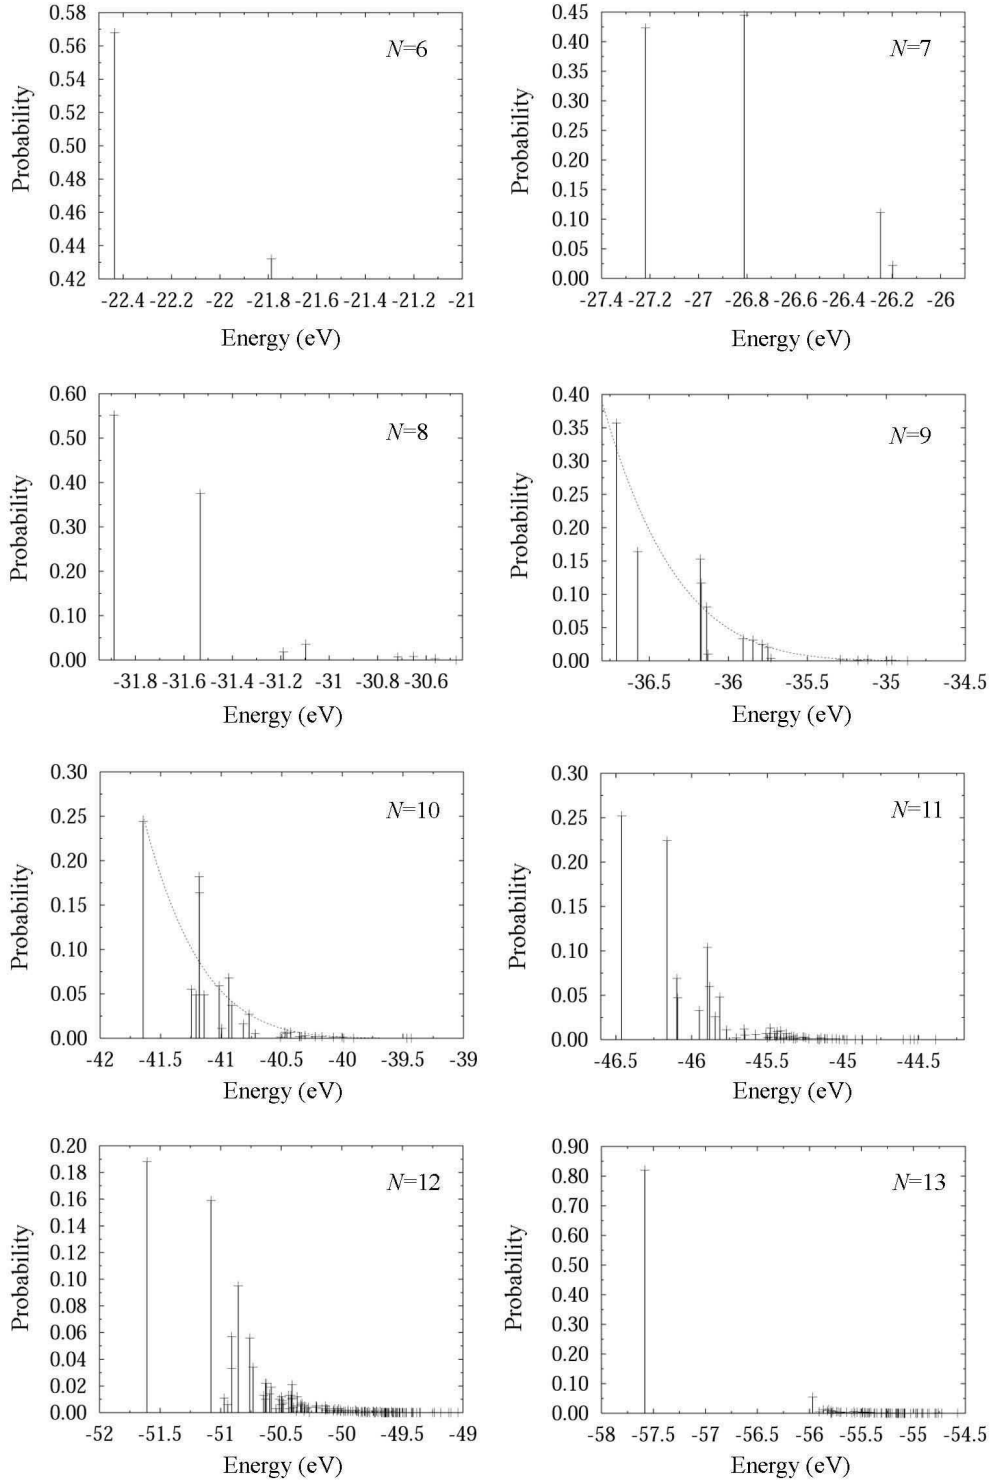 0.58
0.56
0.54
0.52
0.50
0.48
0.46
0.44
0.42
Probability
N=6
-22.4 -22.2 -22 -21.8 -21.6 -21.4 -21.2 -21
Energy (eV)
0.45
0.40
0.35
0.30
0.25
0.20
0.15
0.10
0.05
0.00
Probability
N=7
-27.4 -27.2 -27 -26.8 -26.6 -26.4 -26.2 -26
Energy (eV)
0.60
0.50
0.40
0.30
0.20
0.10
0.00
Probability
N=8
-31.8 -31.6 -31.4 -31.2 -31 -30.8 -30.6
Energy (eV)
0.40
0.35
0.30
0.25
0.20
0.15
0.10
0.05
0.00
Probability
N=9
-36.5 -36 -35.5 -35 -34.5
Energy (eV)
0.30
0.25
0.20
0.15
0.10
0.05
0.00
Probability
N=10
-42 -41.5 -41 -40.5 -40 -39.5 -39
Energy (eV)
0.30
0.25
0.20
0.15
0.10
0.05
0.00
Probability
N=11
-46.5 -46 -45.5 -45 -44.5
Energy (eV)
0.20
0.18
0.16
0.14
0.12
0.10
0.08
0.06
0.04
0.02
0.00
Probability
N=12
-52 -51.5 -51 -50.5 -50 -49.5 -49
Energy (eV)
0.90
0.80
0.70
0.60
0.50
0.40
0.30
0.20
0.10
0.00
Probability
N=13
-58 -57.5 -57 -56.5 -56 -55.5 -55 -54.5
Energy (eV)